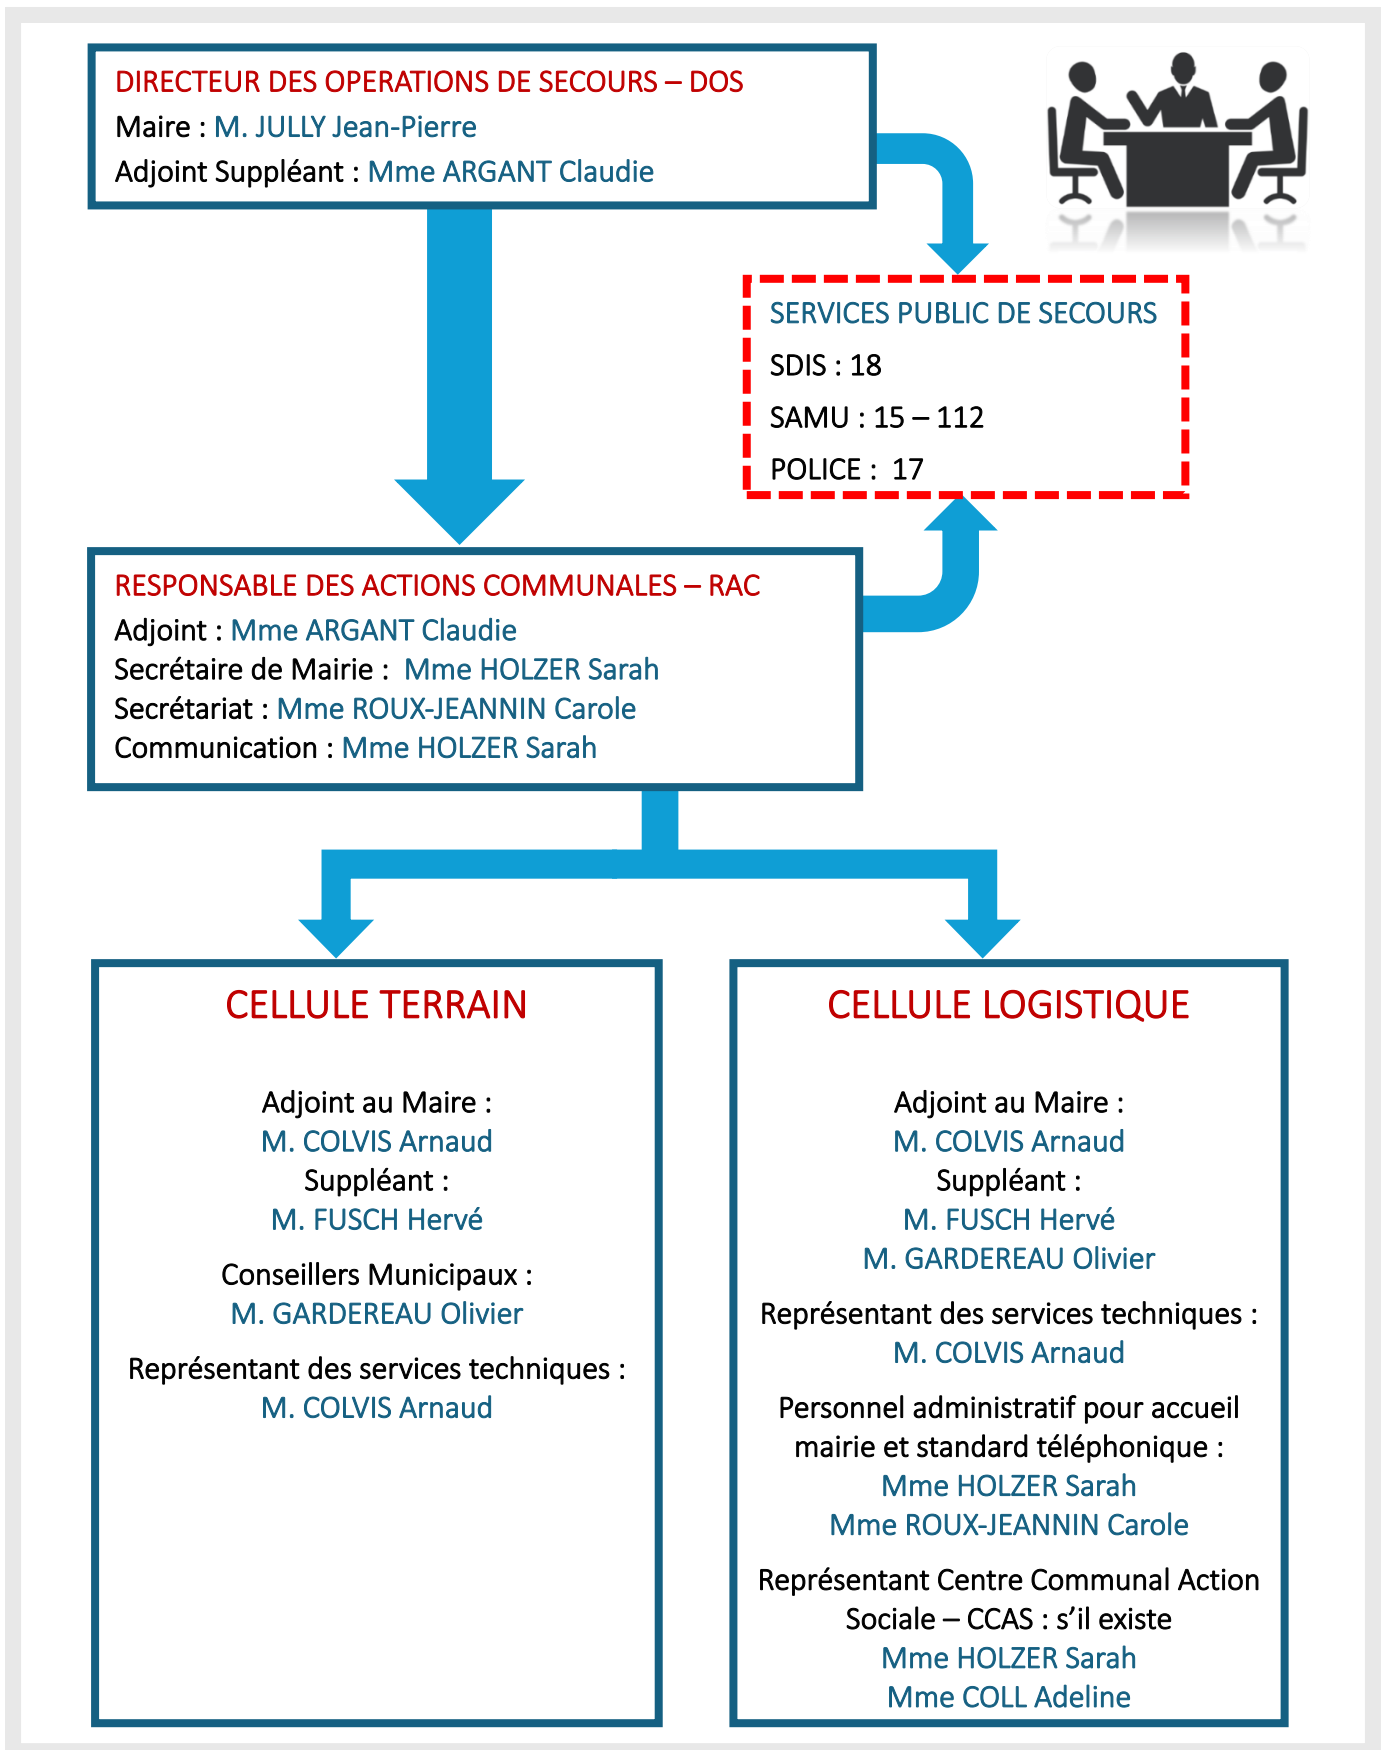 DIRECTEUR DES OPERATIONS DE SECOURS – DOS
Maire : M. JULLY Jean-Pierre
Adjoint Suppléant : Mme ARGANT Claudie
SERVICES PUBLIC DE SECOURS
SDIS : 18
SAMU : 15 – 112
POLICE :  17
RESPONSABLE DES ACTIONS COMMUNALES – RAC
Adjoint : Mme ARGANT Claudie
Secrétaire de Mairie :  Mme HOLZER Sarah
Secrétariat : Mme ROUX-JEANNIN Carole
Communication : Mme HOLZER Sarah
CELLULE TERRAIN
Adjoint au Maire :
M. COLVIS Arnaud
Suppléant :
M. FUSCH Hervé
Conseillers Municipaux :
M. GARDEREAU Olivier
Représentant des services techniques :
M. COLVIS Arnaud
CELLULE LOGISTIQUE
Adjoint au Maire :
M. COLVIS Arnaud
Suppléant :
M. FUSCH Hervé
M. GARDEREAU Olivier
Représentant des services techniques :
M. COLVIS Arnaud
Personnel administratif pour accueil
mairie et standard téléphonique :
Mme HOLZER Sarah
Mme ROUX-JEANNIN Carole
Représentant Centre Communal Action
Sociale – CCAS : s’il existe
Mme HOLZER Sarah
Mme COLL Adeline